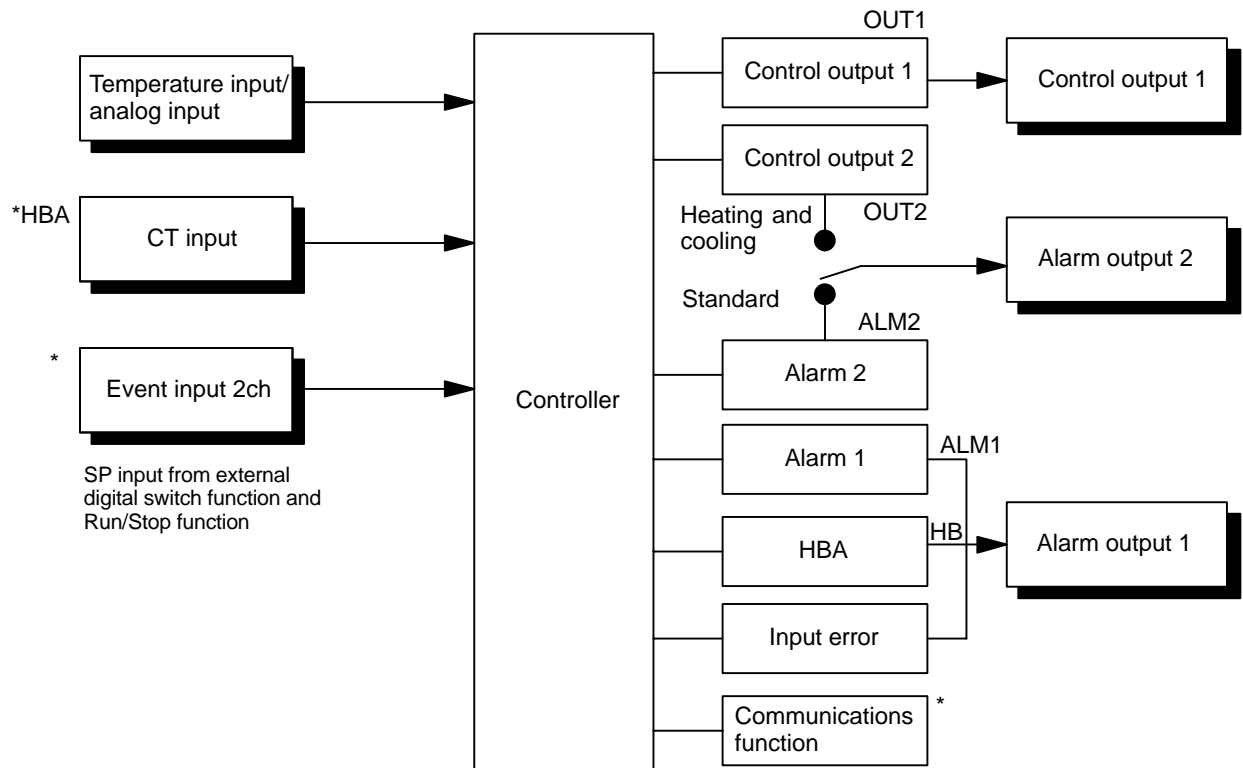 Temperature input/
analog input
*HBA
CT input
*
Event input 2ch
SP input from external
digital switch function and
Run/Stop function
Controller
OUT1
Control output 1
Control output 1
Control output 2
Heating and
cooling
OUT2
Alarm output 2
Standard
ALM2
Alarm 2
Alarm 1
ALM1
HBA
HB
Alarm output 1
Input error
Communications
function
*